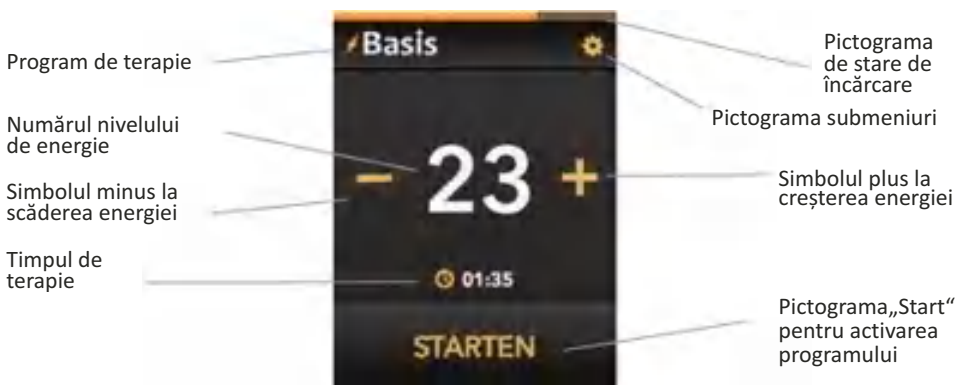 Program de terapie
Numărul nivelului
de energie
Simbolul minus la
scăderea energiei
Timpul de
terapie
Basis
− 23 +
01:35
STARTEN
Pictograma
de stare de
încărcare
Pictograma submeniuri
Simbolul plus la
creșterea energiei
Pictograma„Start“
pentru activarea
programului